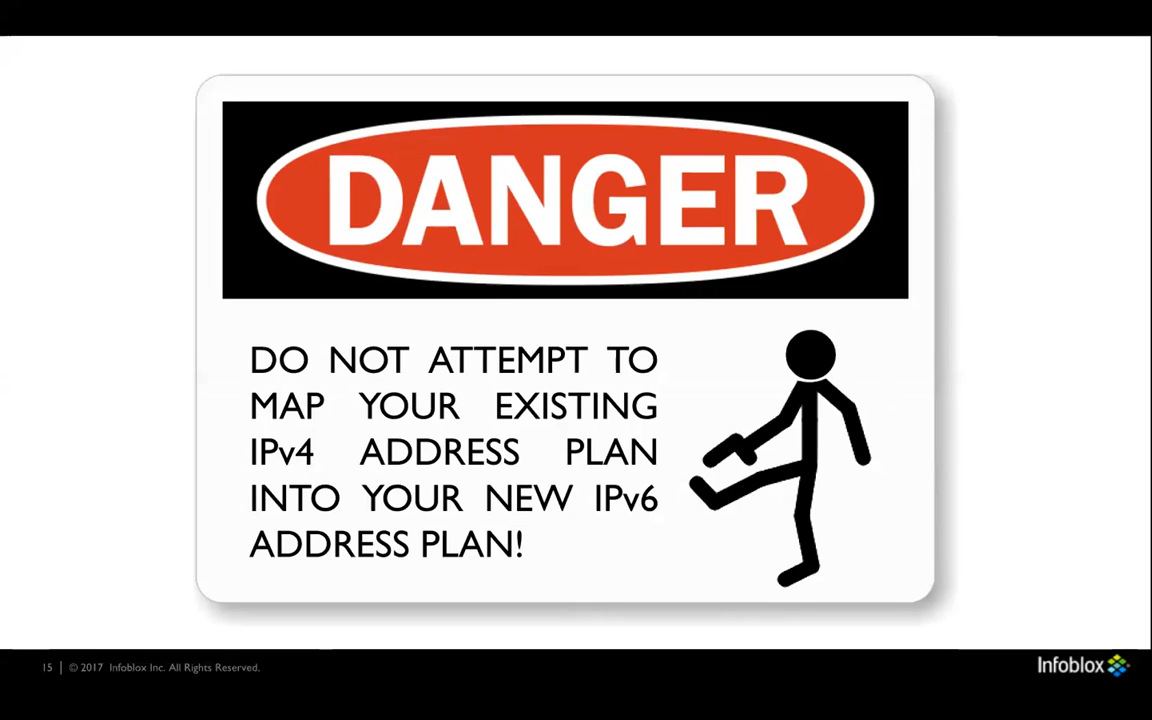 DANGER
DO NOT ATTEMPT TO
MAP YOUR EXISTING
IPv4 ADDRESS PLAN
INTO YOUR NEW IPv6
ADDRESS PLAN!
15 | © 2017 Infoblox Inc. All Rights Reserved.
Infoblox